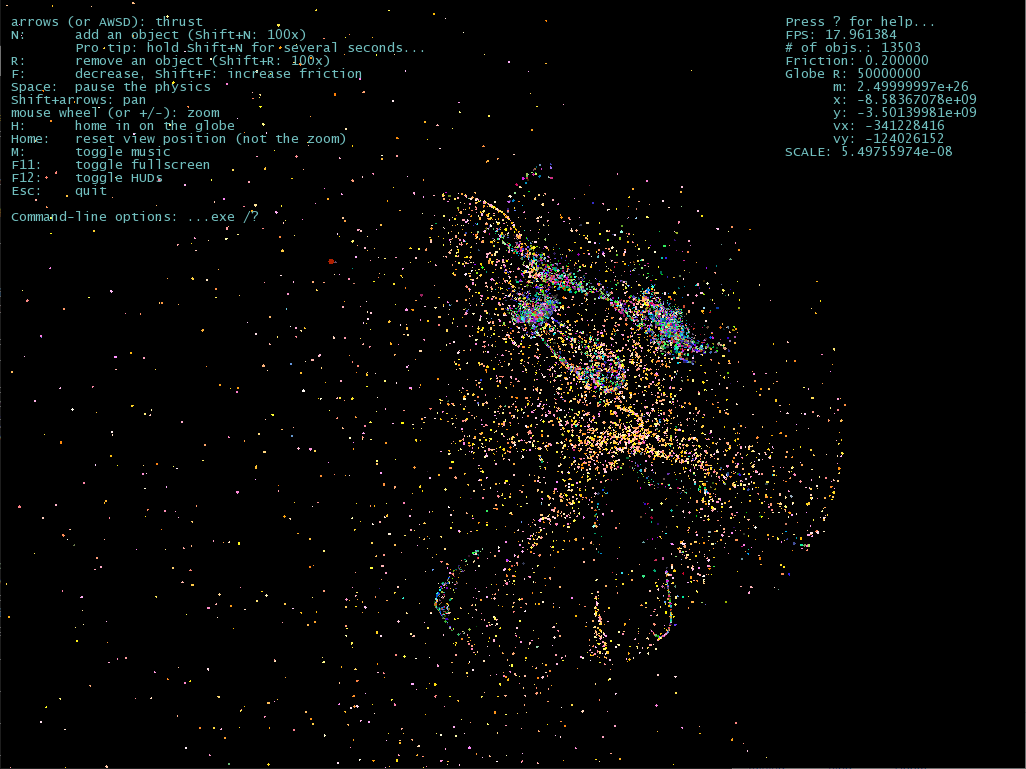 arrows (or AWSD): thrust
N: add an object (Shift+N: 100x)
Pro tip: hold Shift+N for several seconds...
R: remove an object (Shift+R: 100x)
F: decrease, Shift+F: increase friction
Space: pause the physics
Shift+arrows: pan
mouse wheel (or +/-): zoom
H: home in on the globe
Home: reset view position (not the zoom)
M: toggle music
F11: toggle fullscreen
F12: toggle HUDs
Esc: quit
Command-line options: ...exe /?
Press ? for help...
FPS: 17.961384
# of objs.: 13503
Friction: 0.200000
Globe R: 50000000
m: 2.49999997e+26
x: -8.58367078e+09
y: -3.50139981e+09
vx: -341228416
vy: -124026152
SCALE: 5.49755974e-08